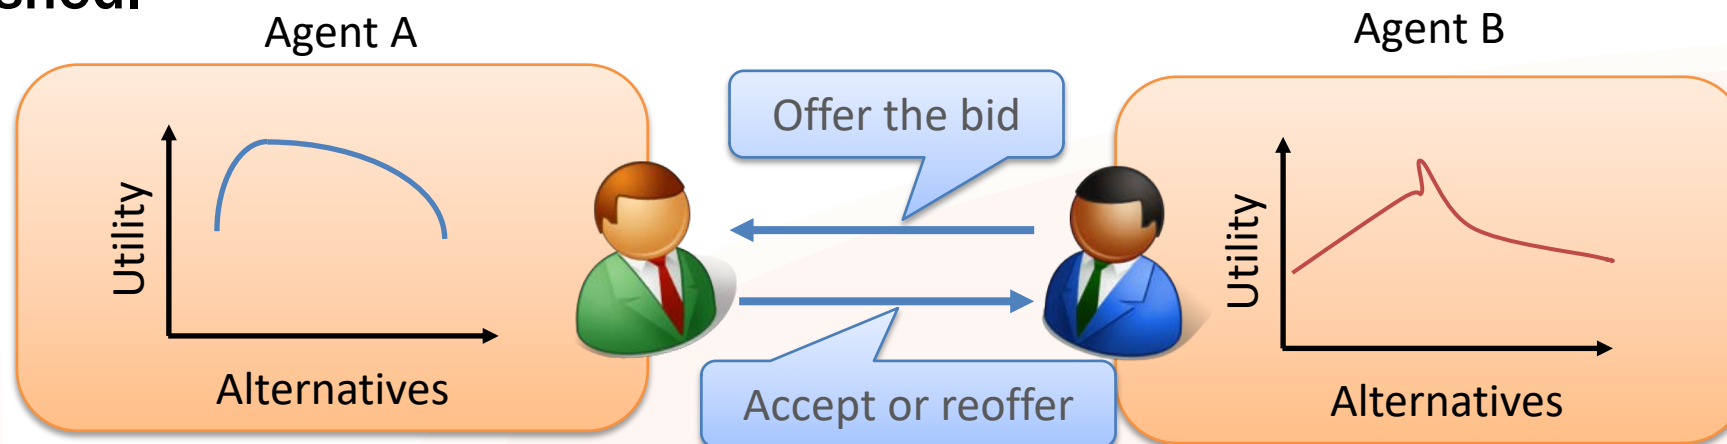 Agent A
Agent B
Offer the bid
Utility
Utility
Alternatives
Alternatives
Accept or reoffer